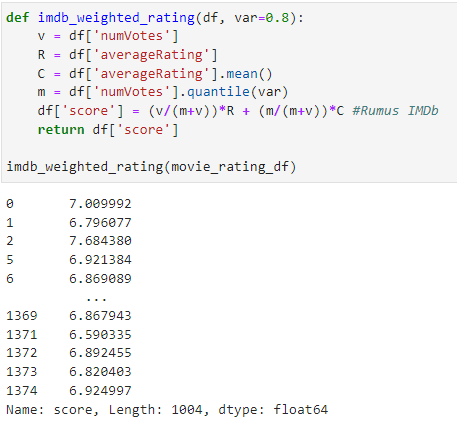 def imdb_weighted_rating(df, var=0.8):
    v = df['numVotes']
    R = df['averageRating']
    C = df['averageRating'].mean()
    m = df['numVotes'].quantile(var)
    df['score'] = (v/(m+v))*R + (m/(m+v))*C #Rumus IMDb
    return df['score']

imdb_weighted_rating(movie_rating_df)
0       7.009992
1       6.796077
2       7.684380
5       6.921384
6       6.869089
          ...
1369    6.867943
1371    6.590335
1372    6.892455
1373    6.820403
1374    6.924997
Name: score, Length: 1004, dtype: float64